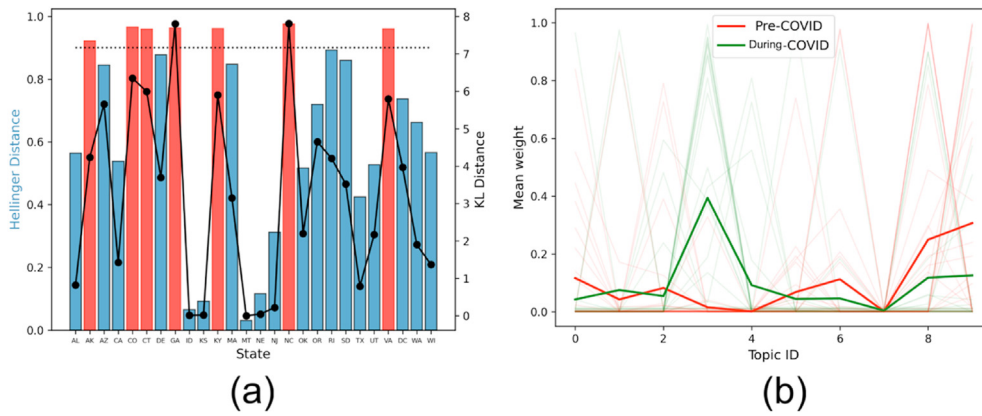 1.0
0.8
0.6
0.4
0.2
0.0
Hellinger Distance
8
7
6
5
4
3
2
1
0
KL Distance
AL AK AZ CA CO CT DE GA ID KS KY MA MT NE NJ NC OK OR RI SD TX UT VA DC WA WI
State
(a)
Pre-COVID
During-COVID
1.0
0.8
0.6
0.4
0.2
0.0
Mean weight
0 2 4 6 8
Topic ID
(b)